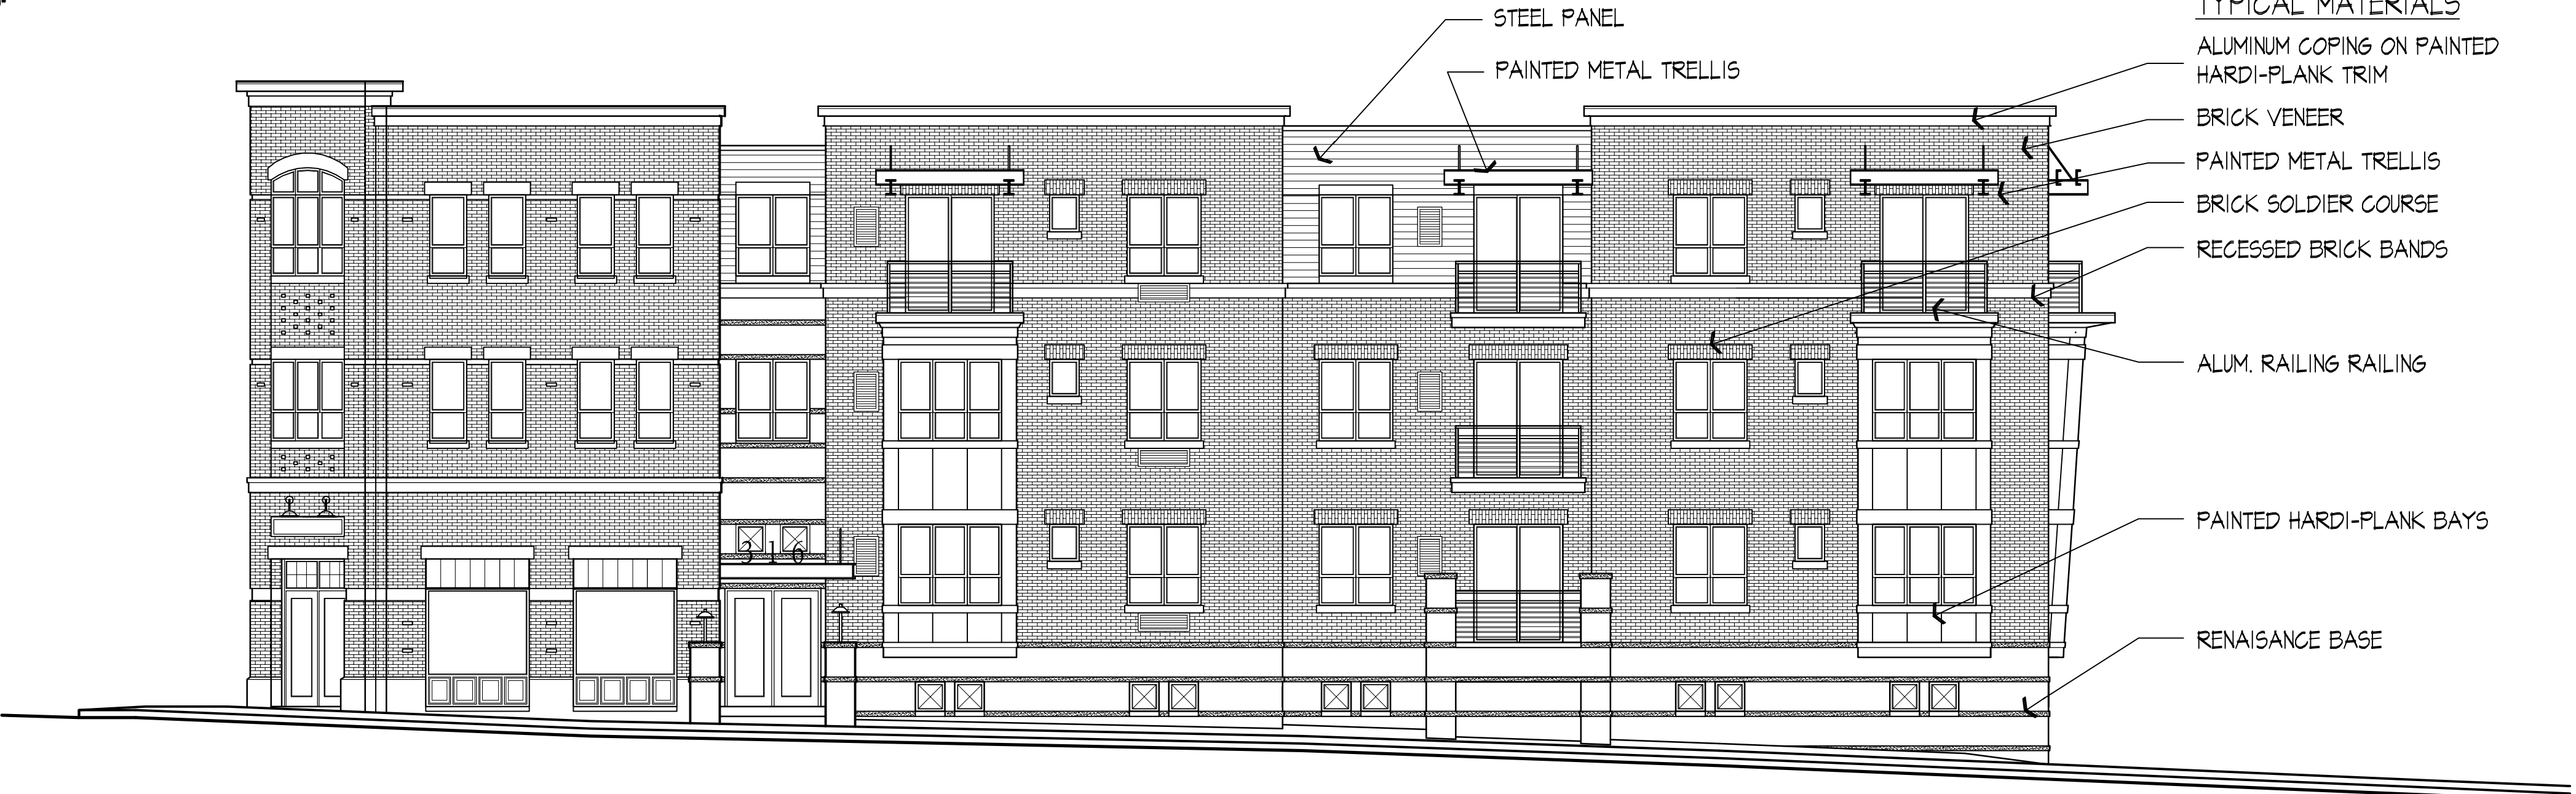 STEEL PANEL
PAINTED METAL TRELLIS
TYPICAL MATERIALS
ALUMINUM COPING ON PAINTED
HARDI-PLANK TRIM
BRICK VENEER
PAINTED METAL TRELLIS
BRICK SOLDIER COURSE
RECESSED BRICK BANDS
ALUM. RAILING RAILING
PAINTED HARDI-PLANK BAYS
RENAISANCE BASE
316